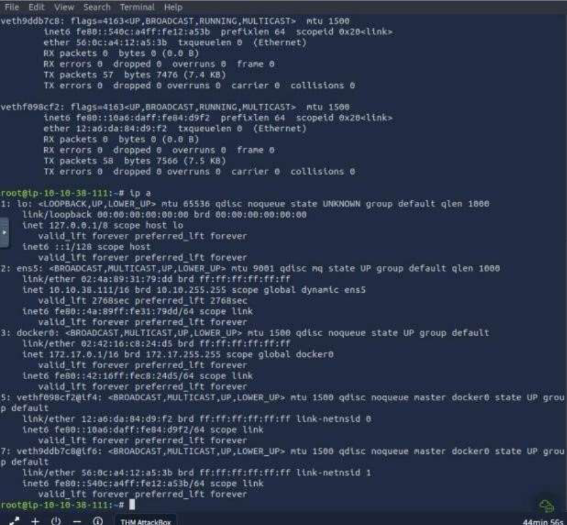 File Edit View Search Terminal Help
veth9ddb7c8: flags=4163<UP,BROADCAST,RUNNING,MULTICAST> mtu 1500
inet6 fe80::540c:a4ff:fe12:a53b prefixlen 64 scopeid 0x20<link>
ether 56:0c:a4:12:a5:3b txqueuelen 0 (Ethernet)
RX packets 0 bytes 0 (0.0 B)
RX errors 0 dropped 0 overruns 0 frame 0
TX packets 57 bytes 7476 (7.4 KB)
TX errors 0 dropped 0 overruns 0 carrier 0 collisions 0
vethf098cf2: flags=4163<UP,BROADCAST,RUNNING,MULTICAST> mtu 1500
inet6 fe80::10a6:daff:fe84:d9f2 prefixlen 64 scopeid 0x20<link>
ether 12:a6:da:84:d9:f2 txqueuelen 0 (Ethernet)
RX packets 0 bytes 0 (0.0 B)
RX errors 0 dropped 0 overruns 0 frame 0
TX packets 58 bytes 7566 (7.5 KB)
TX errors 0 dropped 0 overruns 0 carrier 0 collisions 0
root@ip-10-10-38-111:~# ip a
1: lo: <LOOPBACK,UP,LOWER_UP> mtu 65536 qdisc noqueue state UNKNOWN group default qlen 1000
link/loopback 00:00:00:00:00:00 brd 00:00:00:00:00:00
inet 127.0.0.1/8 scope host lo
valid_lft forever preferred_lft forever
inet6 ::1/128 scope host
valid_lft forever preferred_lft forever
2: ens5: <BROADCAST,MULTICAST,UP,LOWER_UP> mtu 9001 qdisc mq state UP group default qlen 1000
link/ether 02:4a:89:31:79:dd brd ff:ff:ff:ff:ff:ff
inet 10.10.38.111/16 brd 10.10.255.255 scope global dynamic ens5
valid_lft 2768sec preferred_lft 2768sec
inet6 fe80::4a:89ff:fe31:79dd/64 scope link
valid_lft forever preferred_lft forever
3: docker0: <BROADCAST,MULTICAST,UP,LOWER_UP> mtu 1500 qdisc noqueue state UP group default
link/ether 02:42:16:c8:24:d5 brd ff:ff:ff:ff:ff:ff
inet 172.17.0.1/16 brd 172.17.255.255 scope global docker0
valid_lft forever preferred_lft forever
inet6 fe80::42:16ff:fec8:24d5/64 scope link
valid_lft forever preferred_lft forever
5: vethf098cf2@if4: <BROADCAST,MULTICAST,UP,LOWER_UP> mtu 1500 qdisc noqueue master docker0 state UP grou
p default
link/ether 12:a6:da:84:d9:f2 brd ff:ff:ff:ff:ff:ff link-netnsid 0
inet6 fe80::10a6:daff:fe84:d9f2/64 scope link
valid_lft forever preferred_lft forever
7: veth9ddb7c8@if6: <BROADCAST,MULTICAST,UP,LOWER_UP> mtu 1500 qdisc noqueue master docker0 state UP grou
p default
link/ether 56:0c:a4:12:a5:3b brd ff:ff:ff:ff:ff:ff link-netnsid 1
inet6 fe80::540c:a4ff:fe12:a53b/64 scope link
valid_lft forever preferred_lft forever
root@ip-10-10-38-111:~#
THM AttackBox 44min 56s